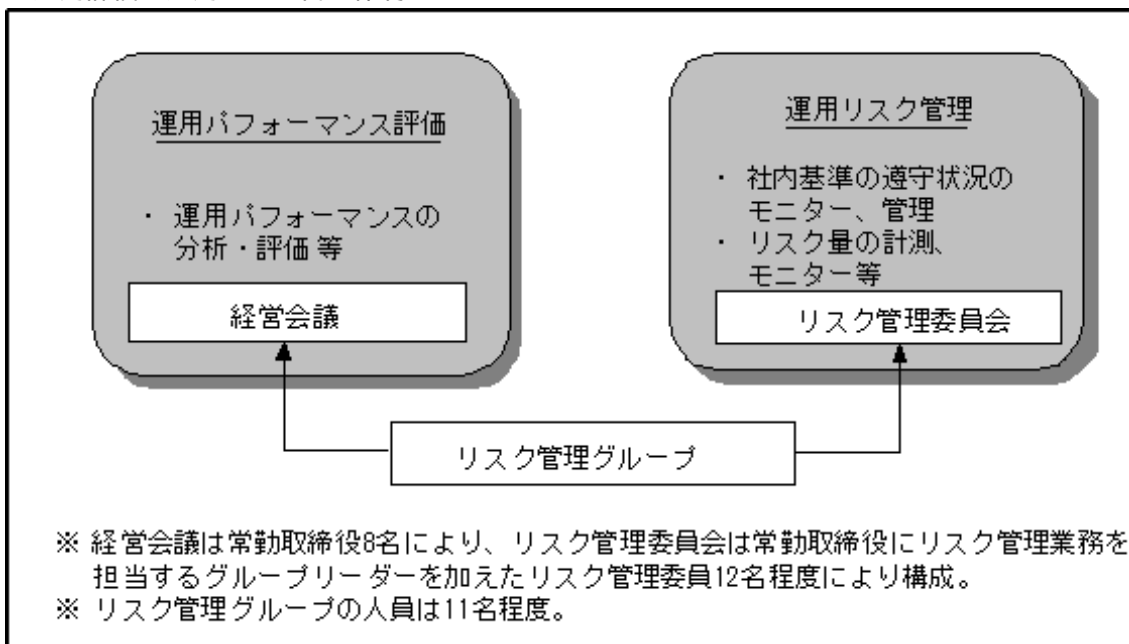 運用パフォーマンス評価
・ 運用パフォーマンスの
分析・評価 等
経営会議
運用リスク管理
・ 社内基準の遵守状況の
モニター、管理
・ リスク量の計測、
モニター等
リスク管理委員会
リスク管理グループ
※ 経営会議は常勤取締役8名により、リスク管理委員会は常勤取締役にリスク管理業務を
担当するグループリーダーを加えたリスク管理委員12名程度により構成。
※ リスク管理グループの人員は11名程度。